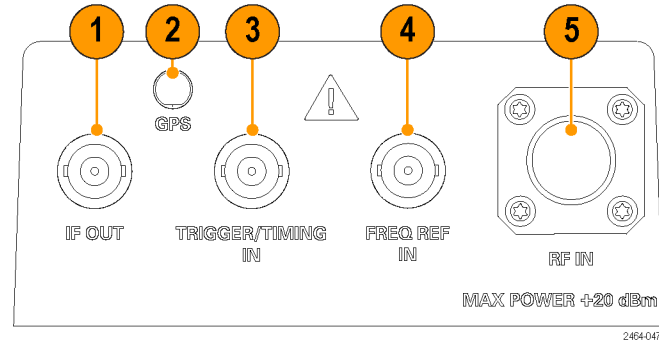 1 2 3 4 5
GPS
IF OUT
TRIGGER/TIMING
IN
FREQ REF
IN
RF IN
MAX POWER +20 dBm
2464-047